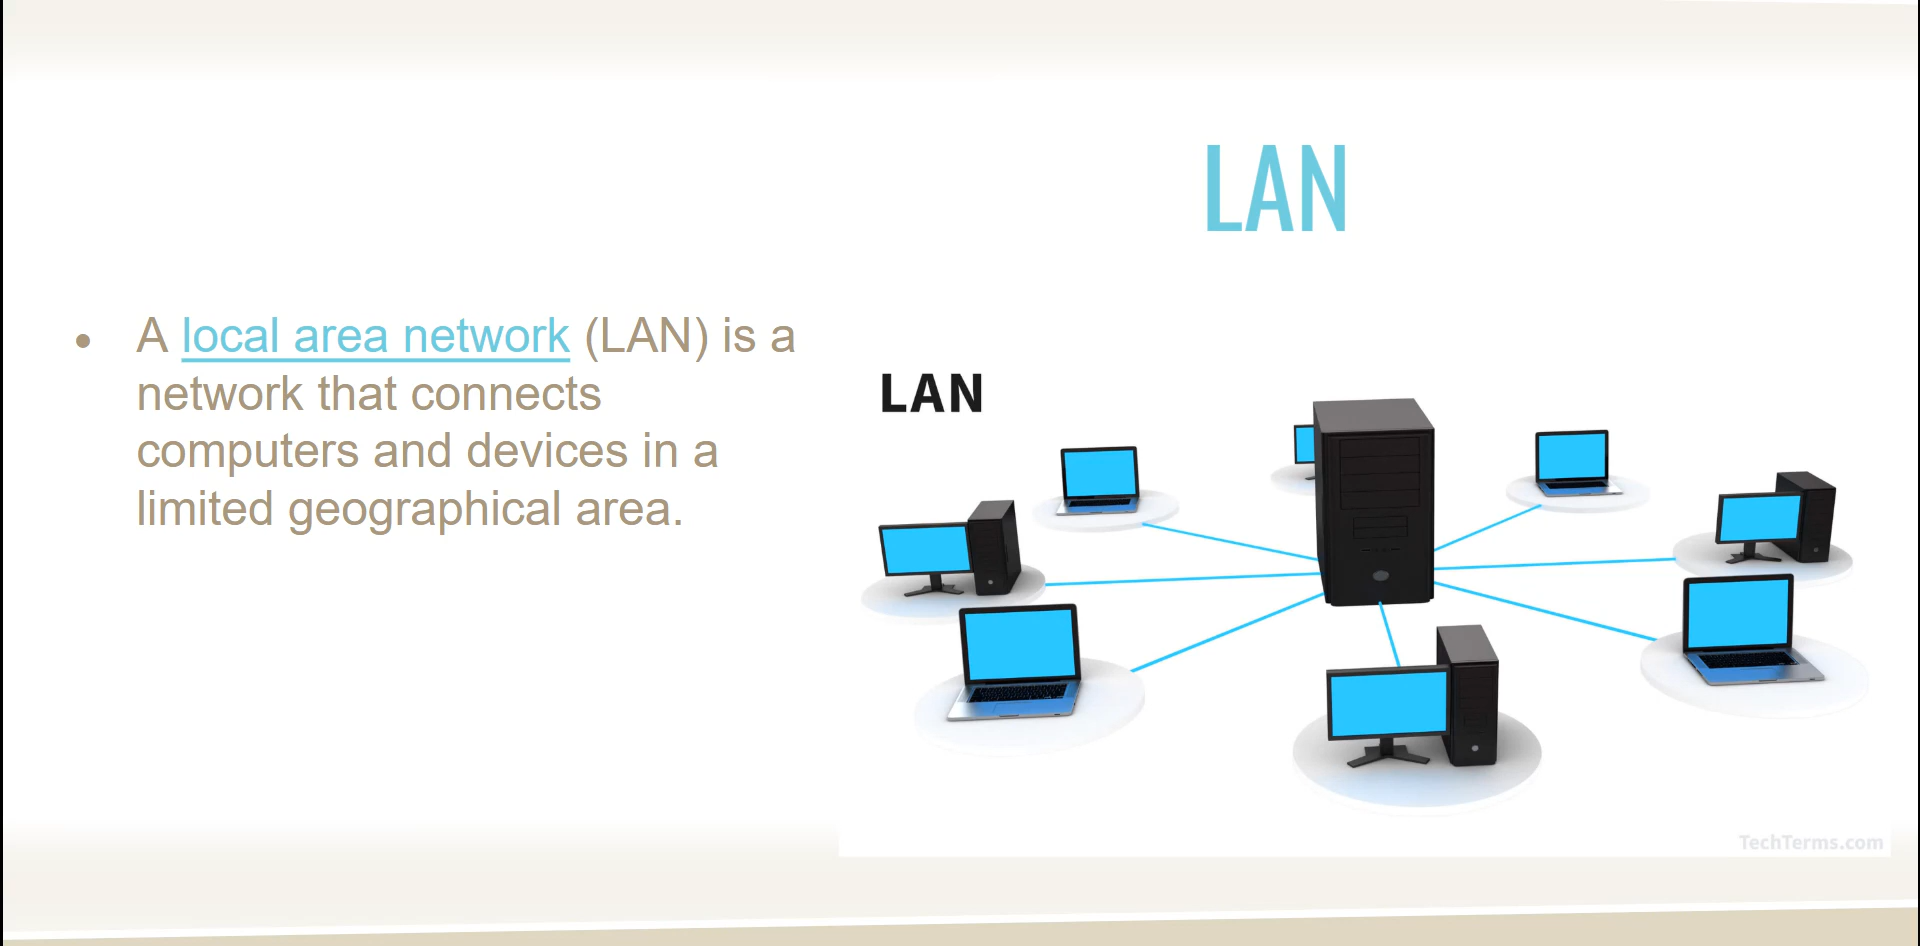 LAN
• A local area network (LAN) is a
network that connects
computers and devices in a
limited geographical area.
LAN
TechTerms.com